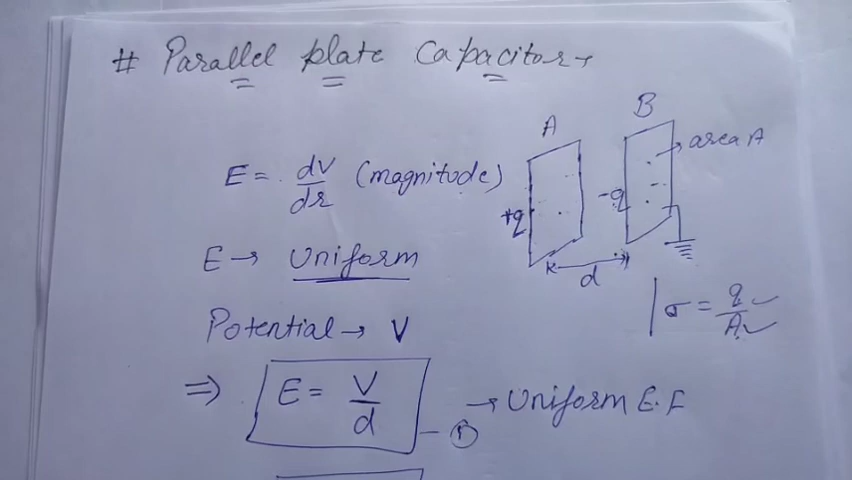 # Parallel plate Capacitor→
A
B
→ area A
E = dV/dr (magnitude)
+q
-q
E → Uniform
d
σ = q/A
Potential → V
⇒ E = V/d
→ Uniform E.F